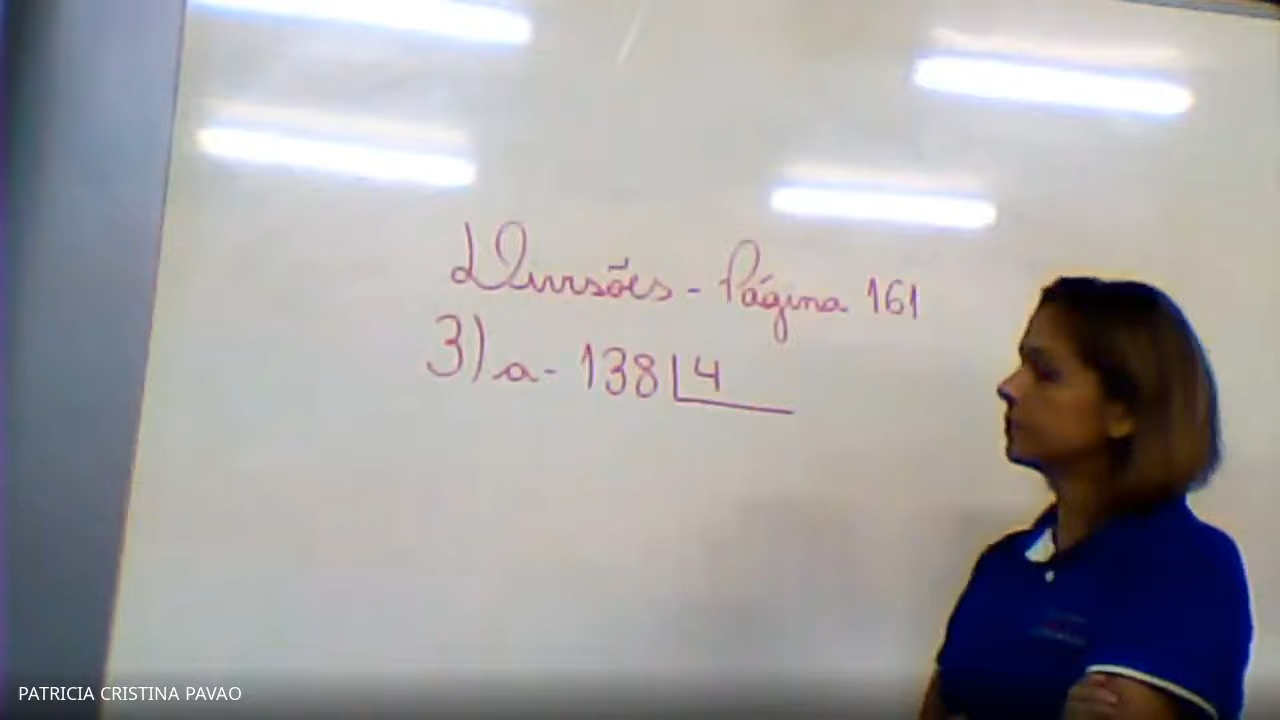 Divisões - Página 161
3) a - 138 4
PATRICIA CRISTINA PAVAO